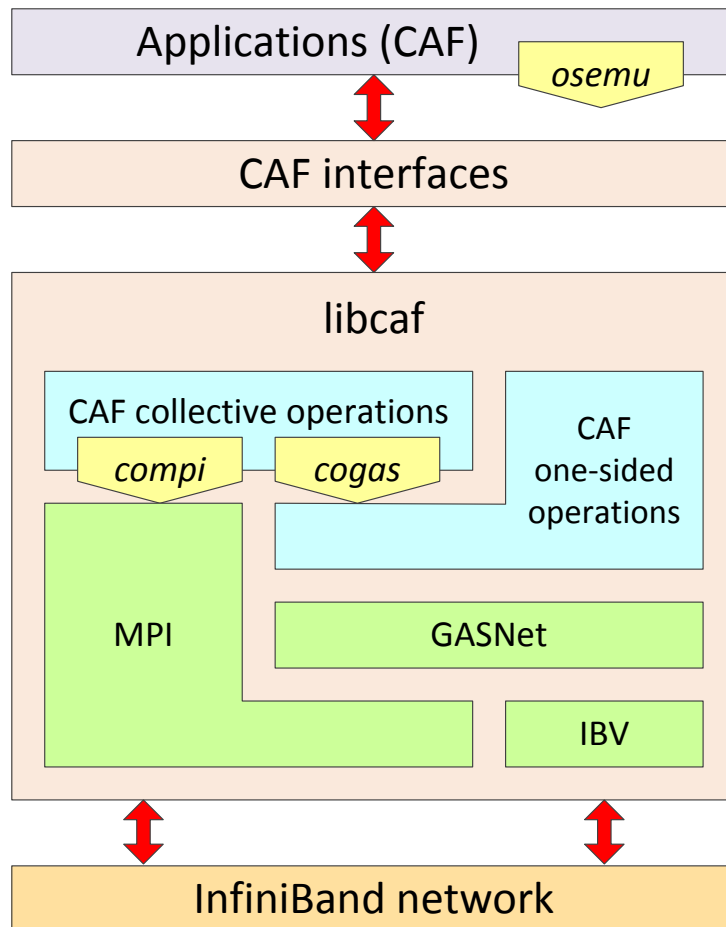 Applications (CAF)
osemu
CAF interfaces
libcaf
CAF collective operations
compi
cogas
CAF
one-sided
operations
MPI
GASNet
IBV
InfiniBand network